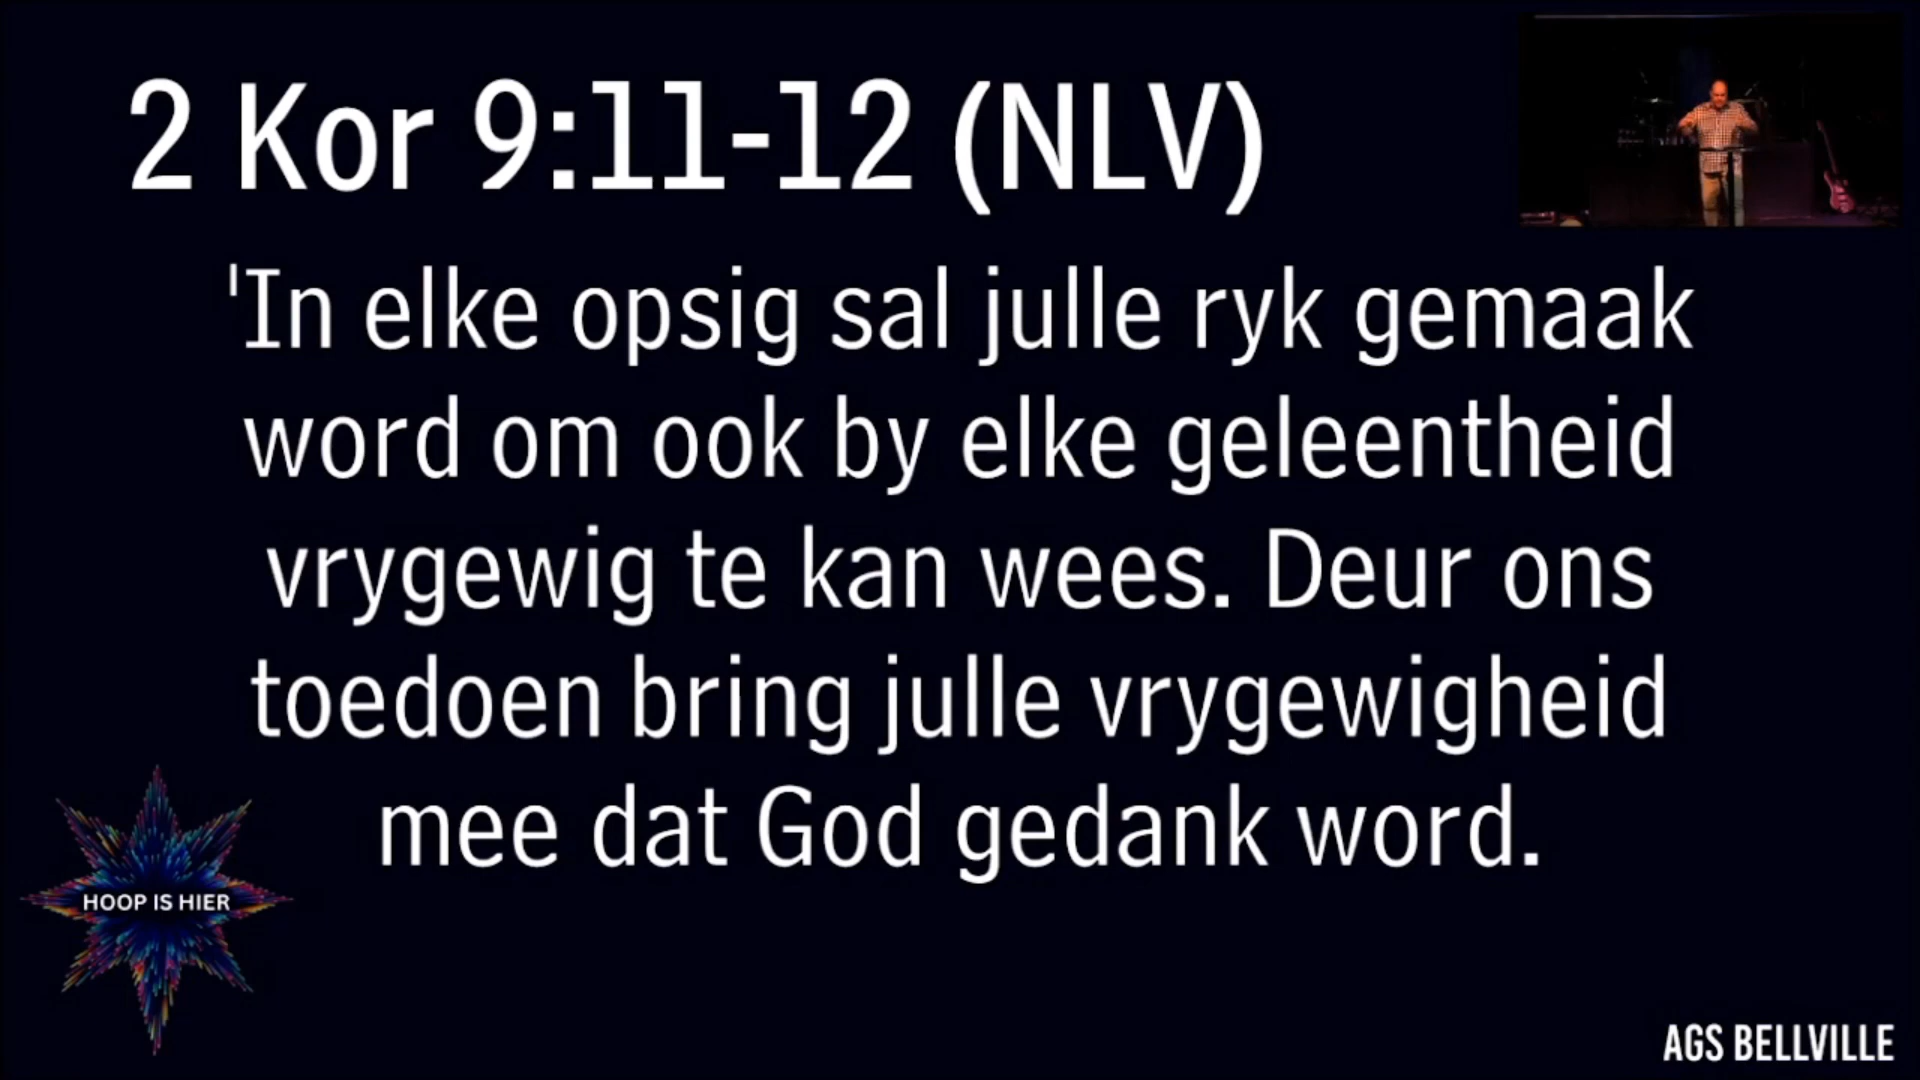 2 Kor 9:11-12 (NLV)
'In elke opsig sal julle ryk gemaak
word om ook by elke geleentheid
vrygewig te kan wees. Deur ons
toedoen bring julle vrygewigheid
mee dat God gedank word.
HOOP IS HIER
AGS BELLVILLE